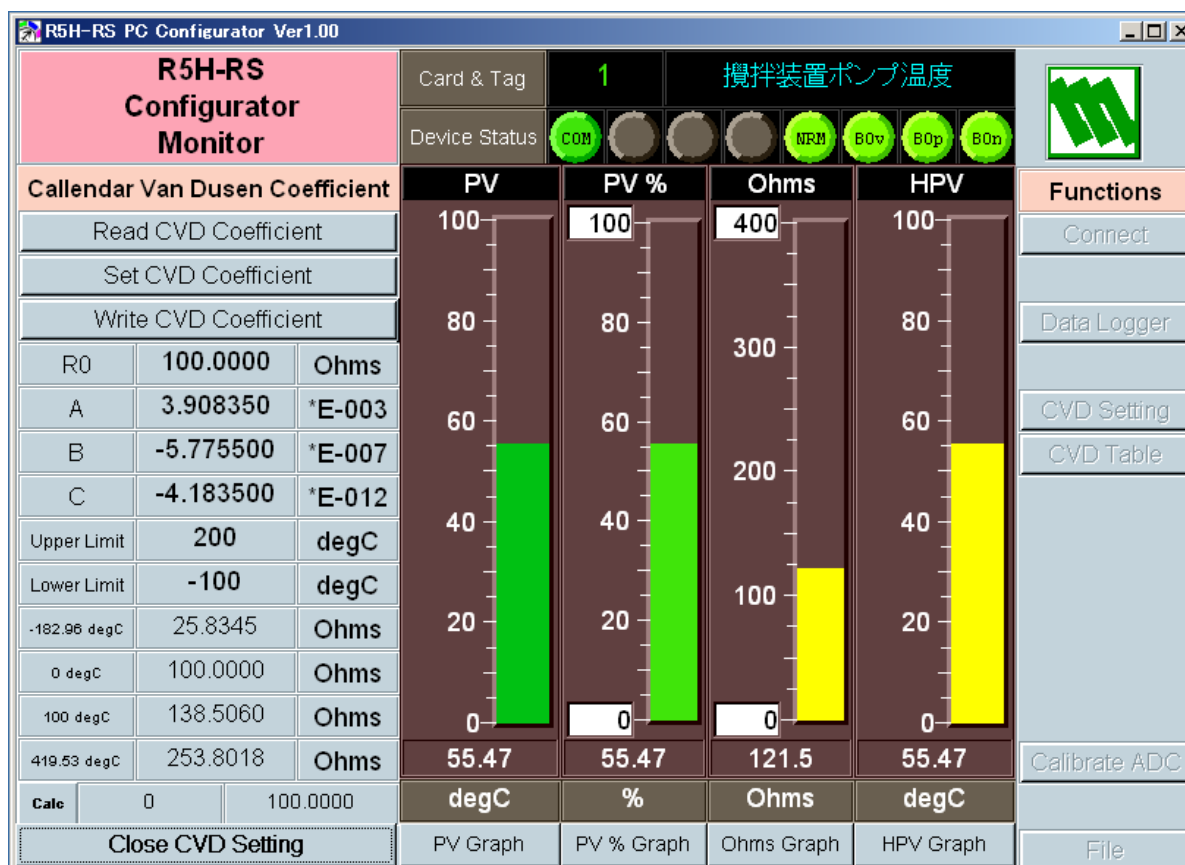 R5H-RS PC Configurator Ver1.00
R5H-RS
Configurator
Monitor
Card & Tag 1 攪拌装置ポンプ温度
Device Status COM NRM BOv BOp BOn
Callendar Van Dusen Coefficient
Read CVD Coefficient
Set CVD Coefficient
Write CVD Coefficient
R0 100.0000 Ohms
A 3.908350 *E-003
B -5.775500 *E-007
C -4.183500 *E-012
Upper Limit 200 degC
Lower Limit -100 degC
-182.96 degC 25.8345 Ohms
0 degC 100.0000 Ohms
100 degC 138.5060 Ohms
419.53 degC 253.8018 Ohms
Calc 0 100.0000
Close CVD Setting
PV
100
80
60
40
20
0
55.47
degC
PV Graph
PV %
100
80
60
40
20
0
55.47
%
PV % Graph
Ohms
400
300
200
100
0
121.5
Ohms
Ohms Graph
HPV
100
80
60
40
20
0
55.47
degC
HPV Graph
Functions
Connect
Data Logger
CVD Setting
CVD Table
Calibrate ADC
File